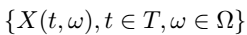 {X(t, ω), t ∈ T, ω ∈ Ω}